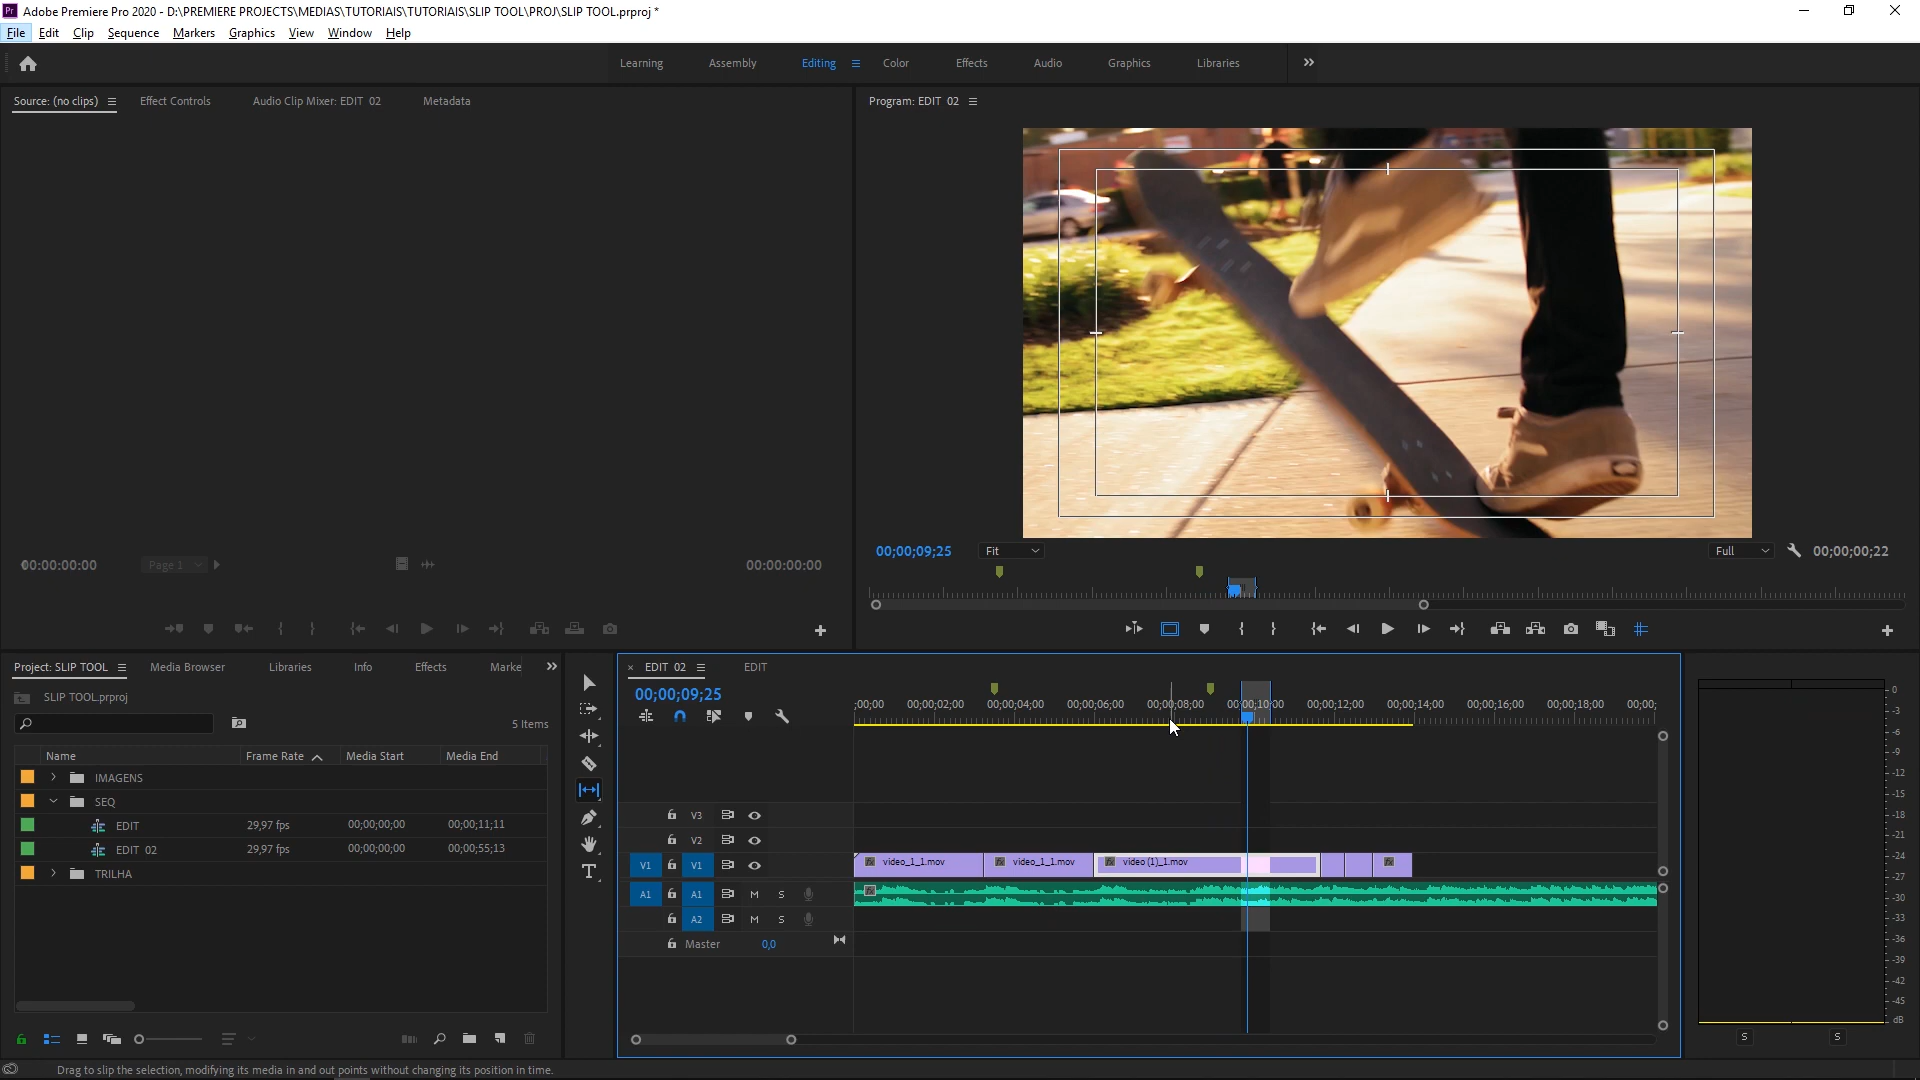 Pr Adobe Premiere Pro 2020 - D:\PREMIERE PROJECTS\MEDIAS\TUTORIAIS\TUTORIAIS\SLIP TOOL\PROJ\SLIP TOOL.prproj *
File Edit Clip Sequence Markers Graphics View Window Help
Learning Assembly Editing Color Effects Audio Graphics Libraries
Source: (no clips) Effect Controls Audio Clip Mixer: EDIT 02 Metadata
Program: EDIT 02
00:00:00:00 Page 1 00:00:00:00
00;00;09;25 Fit Full 00;00;00;22
Project: SLIP TOOL Media Browser Libraries Info Effects Marke
SLIP TOOL.prproj
5 Items
Name Frame Rate Media Start Media End
IMAGENS
SEQ
EDIT 29,97 fps 00;00;00;00 00;00;11;11
EDIT 02 29,97 fps 00;00;00;00 00;00;55;13
TRILHA
EDIT 02 EDIT
00;00;09;25
;00;00 00;00;02;00 00;00;04;00 00;00;06;00 00;00;08;00 00;00;10;00 00;00;12;00 00;00;14;00 00;00;16;00 00;00;18;00 00;00;
V3
V2
V1 V1 fx video_1_1.mov fx video_1_1.mov fx video (1)_1.mov fx
A1 A1 M S
A2 M S
Master 0,0
0
-3
-6
-9
-12
-15
-18
-21
-24
-27
-30
-33
-36
-39
-42
-45
dB
S S
Drag to slip the selection, modifying its media in and out points without changing its position in time.